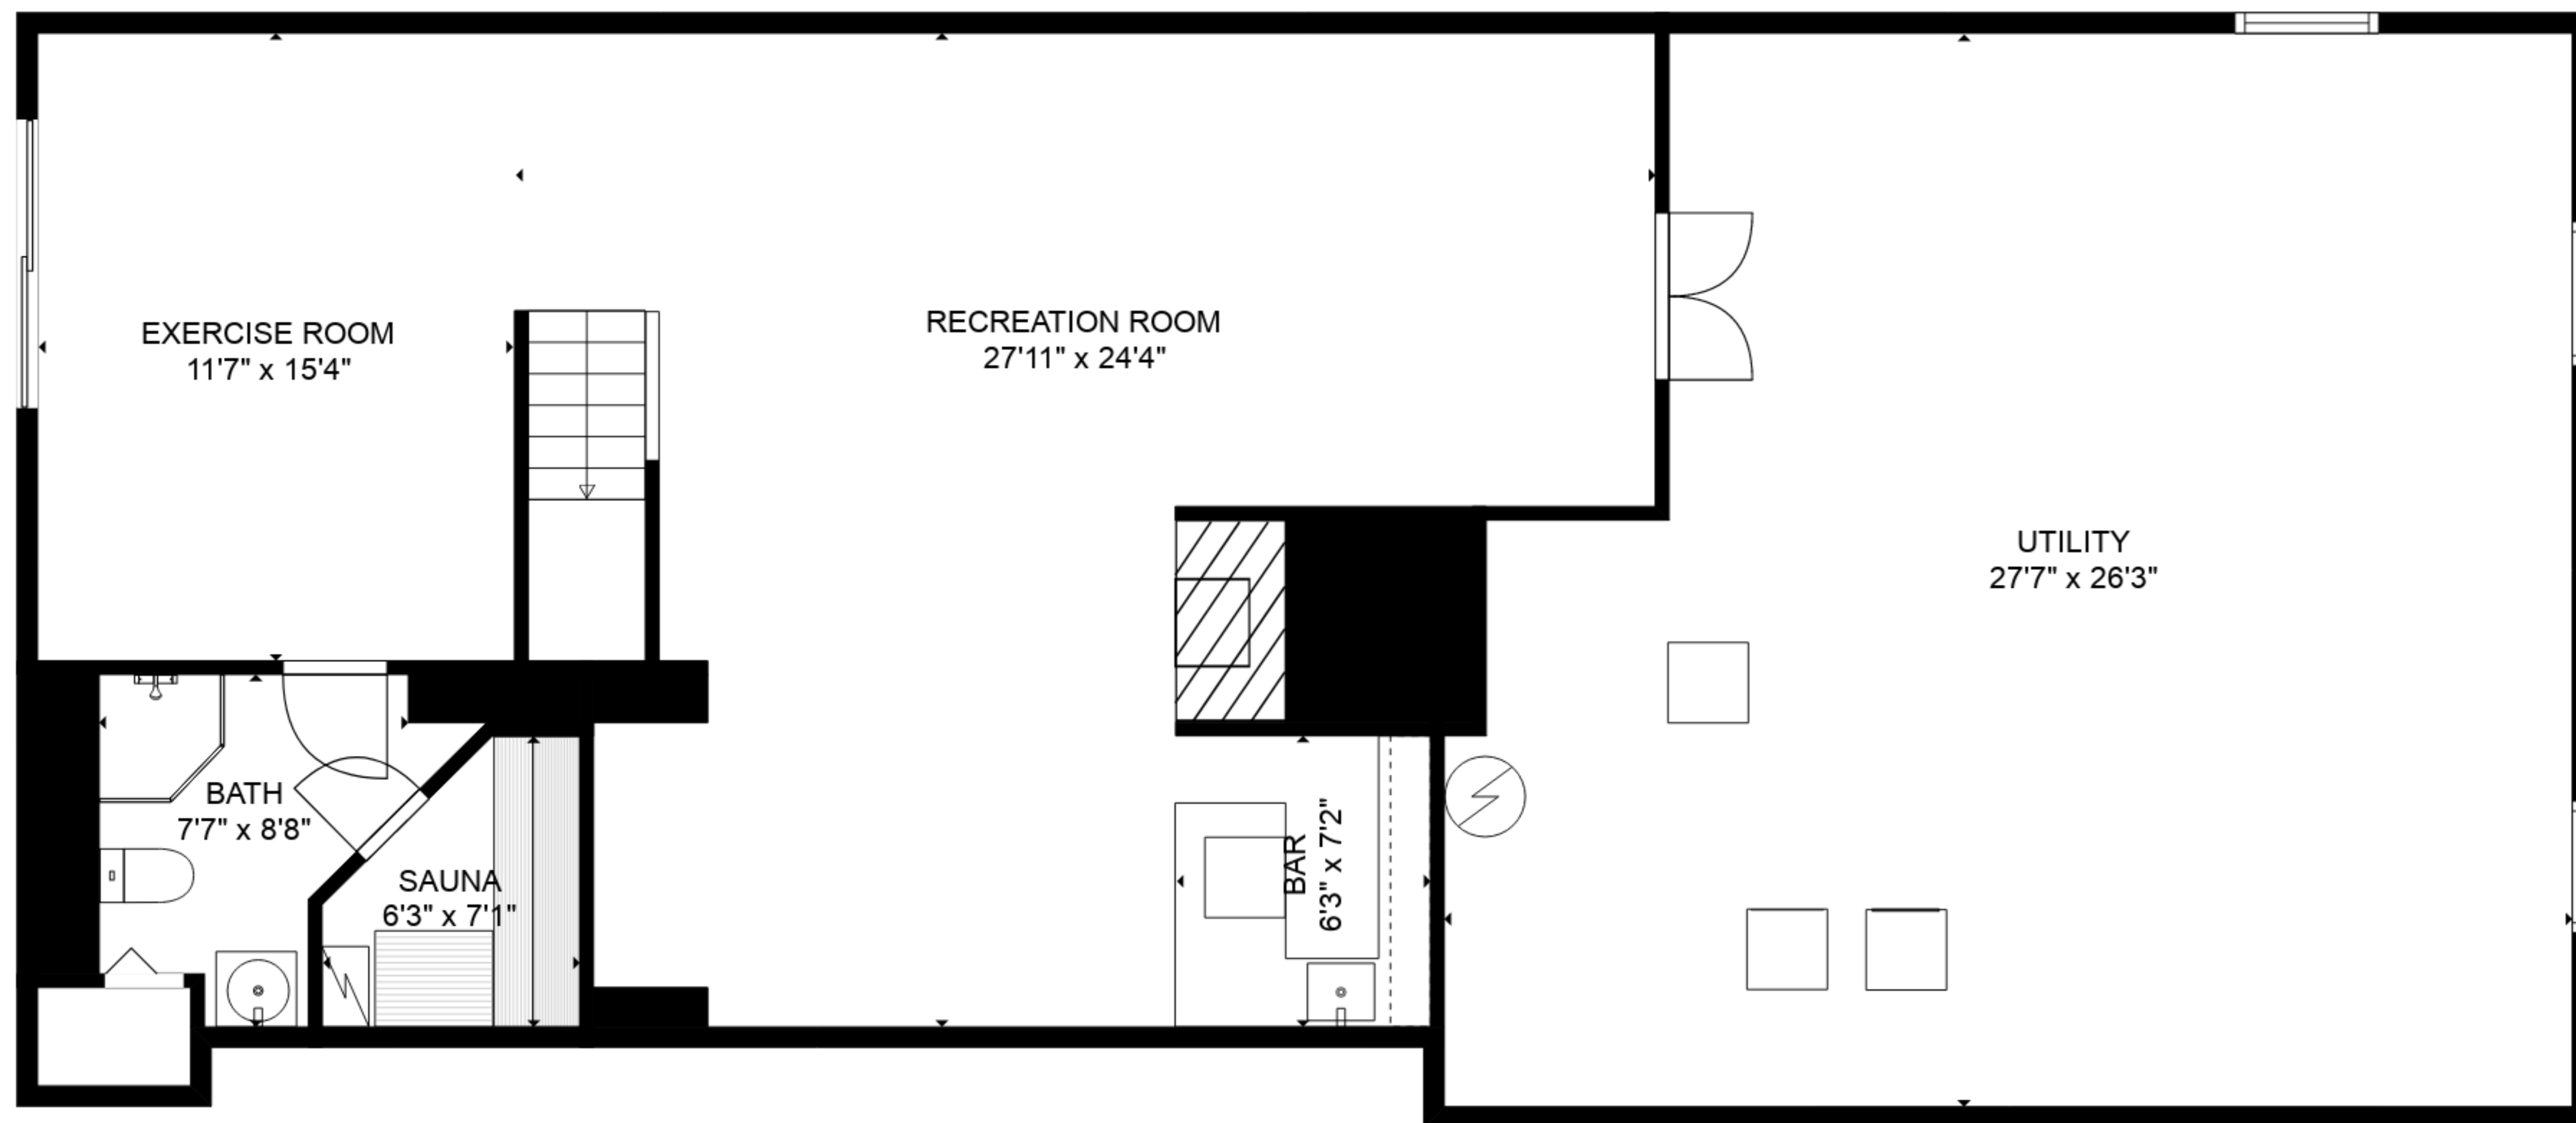 EXERCISE ROOM
11'7" x 15'4"
RECREATION ROOM
27'11" x 24'4"
UTILITY
27'7" x 26'3"
BATH
7'7" x 8'8"
SAUNA
6'3" x 7'1"
BAR
6'3" x 7'2"